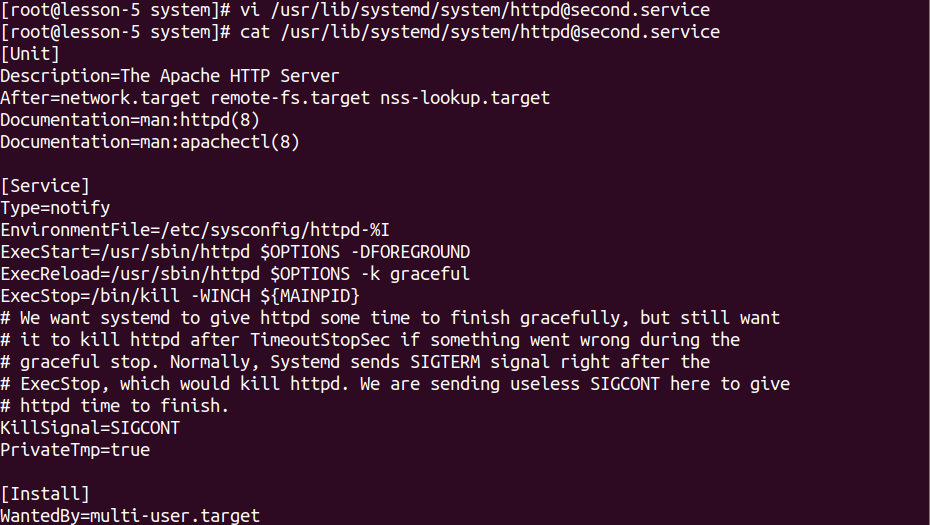 [root@lesson-5 system]# vi /usr/lib/systemd/system/httpd@second.service
[root@lesson-5 system]# cat /usr/lib/systemd/system/httpd@second.service
[Unit]
Description=The Apache HTTP Server
After=network.target remote-fs.target nss-lookup.target
Documentation=man:httpd(8)
Documentation=man:apachectl(8)

[Service]
Type=notify
EnvironmentFile=/etc/sysconfig/httpd-%I
ExecStart=/usr/sbin/httpd $OPTIONS -DFOREGROUND
ExecReload=/usr/sbin/httpd $OPTIONS -k graceful
ExecStop=/bin/kill -WINCH ${MAINPID}
# We want systemd to give httpd some time to finish gracefully, but still want
# it to kill httpd after TimeoutStopSec if something went wrong during the
# graceful stop. Normally, Systemd sends SIGTERM signal right after the
# ExecStop, which would kill httpd. We are sending useless SIGCONT here to give
# httpd time to finish.
KillSignal=SIGCONT
PrivateTmp=true

[Install]
WantedBy=multi-user.target